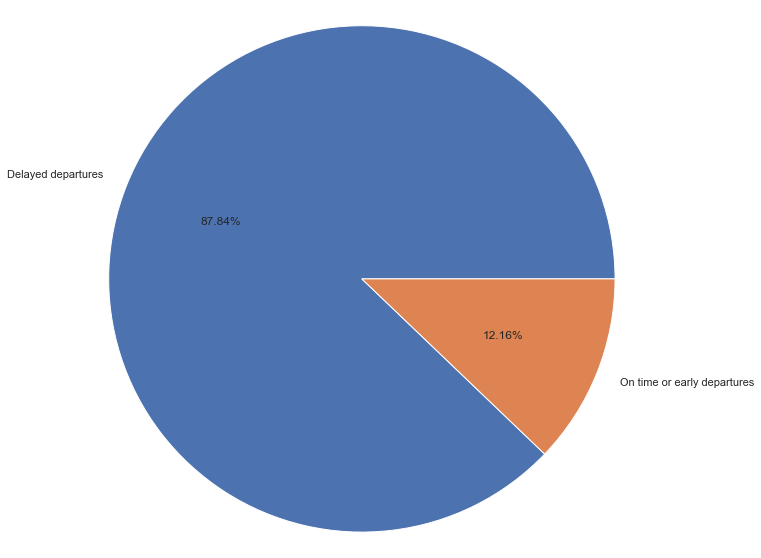 Delayed departures
87.84%
12.16%
On time or early departures